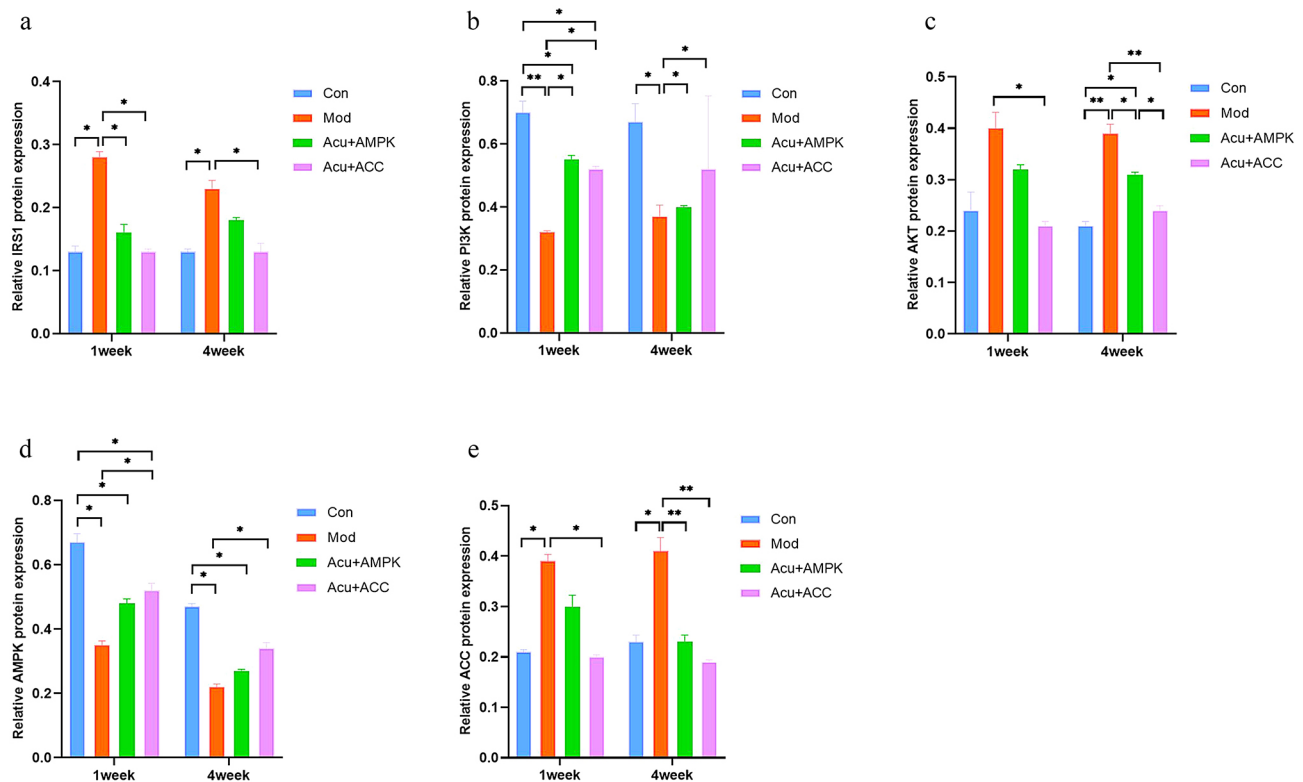 a
Relative IRS1 protein expression
0.4
0.3
0.2
0.1
0.0
*
*
*
*
*
1week
4week
Con
Mod
Acu+AMPK
Acu+ACC
b
Relative PI3K protein expression
0.8
0.6
0.4
0.2
0.0
*
*
*
**
*
*
*
*
1week
4week
Con
Mod
Acu+AMPK
Acu+ACC
c
Relative AKT protein expression
0.5
0.4
0.3
0.2
0.1
0.0
*
**
*
**
*
*
1week
4week
Con
Mod
Acu+AMPK
Acu+ACC
d
Relative AMPK protein expression
0.8
0.6
0.4
0.2
0.0
*
*
*
*
*
*
*
1week
4week
Con
Mod
Acu+AMPK
Acu+ACC
e
Relative ACC protein expression
0.5
0.4
0.3
0.2
0.1
0.0
*
*
**
*
**
1week
4week
Con
Mod
Acu+AMPK
Acu+ACC